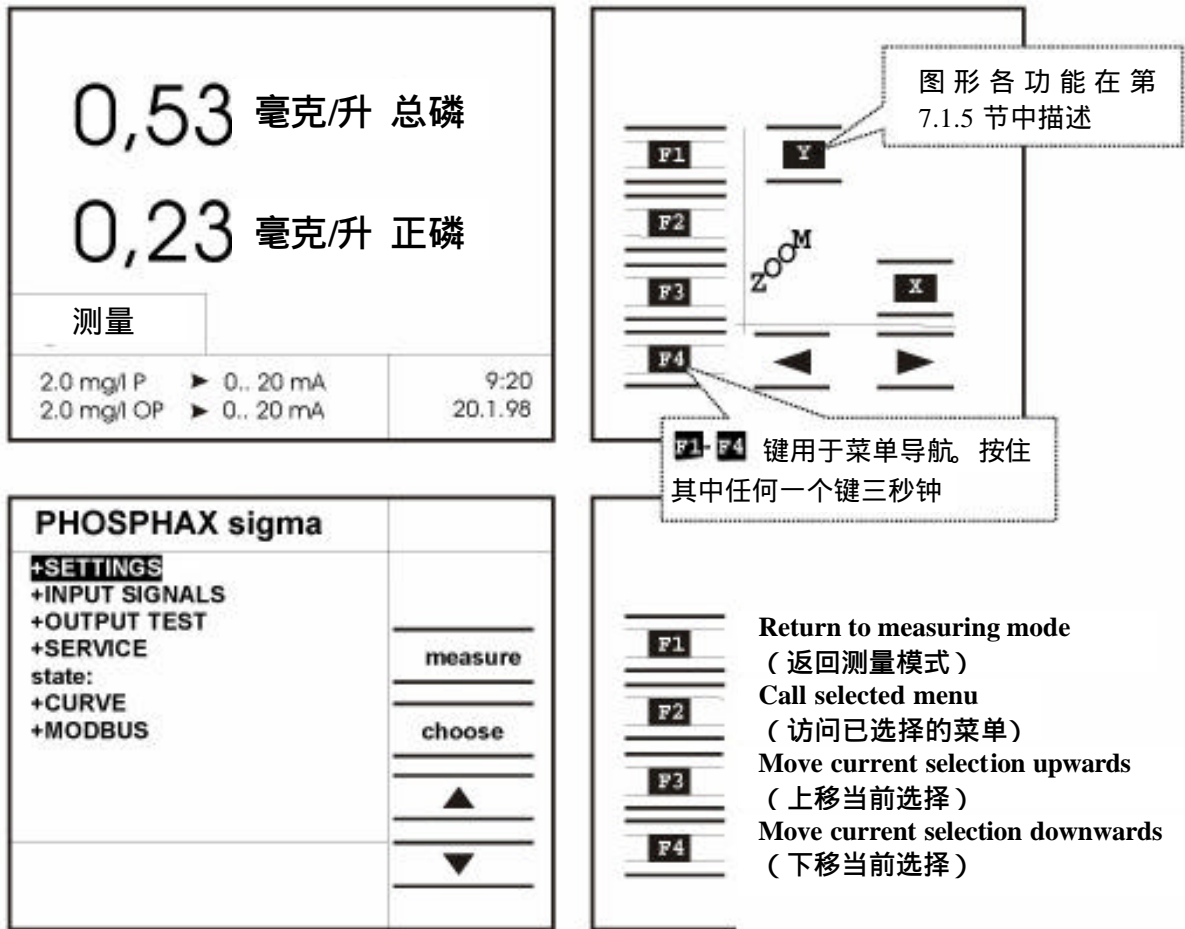 0,53 毫克/升 总磷
0,23 毫克/升 正磷
测量
2.0 mg/l P ► 0.. 20 mA 9:20
2.0 mg/l OP ► 0.. 20 mA 20.1.98
图形各功能在第
7.1.5 节中描述
F1
Y
F2
ZOOM
F3
X
F4
◄ ►
F1-F4 键用于菜单导航。按住
其中任何一个键三秒钟
PHOSPHAX sigma
+SETTINGS
+INPUT SIGNALS
+OUTPUT TEST
+SERVICE
state:
+CURVE
+MODBUS
measure
choose
▲
▼
F1
Return to measuring mode
（返回测量模式）
F2
Call selected menu
（访问已选择的菜单）
F3
Move current selection upwards
（上移当前选择）
F4
Move current selection downwards
（下移当前选择）